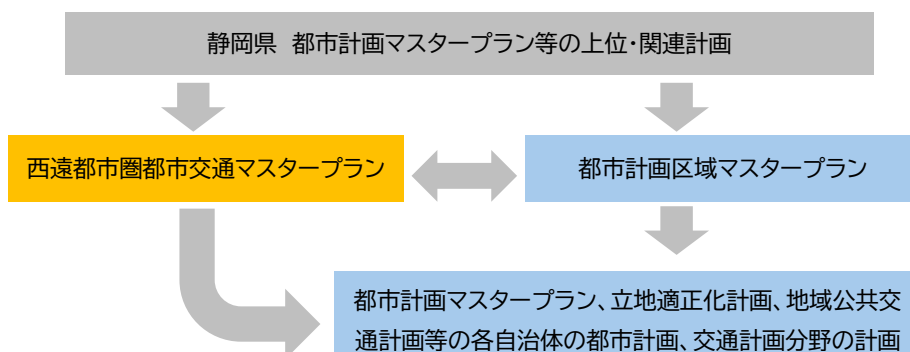 静岡県 都市計画マスタープラン等の上位・関連計画
西遠都市圏都市交通マスタープラン
都市計画区域マスタープラン
都市計画マスタープラン、立地適正化計画、地域公共交
通計画等の各自治体の都市計画、交通計画分野の計画